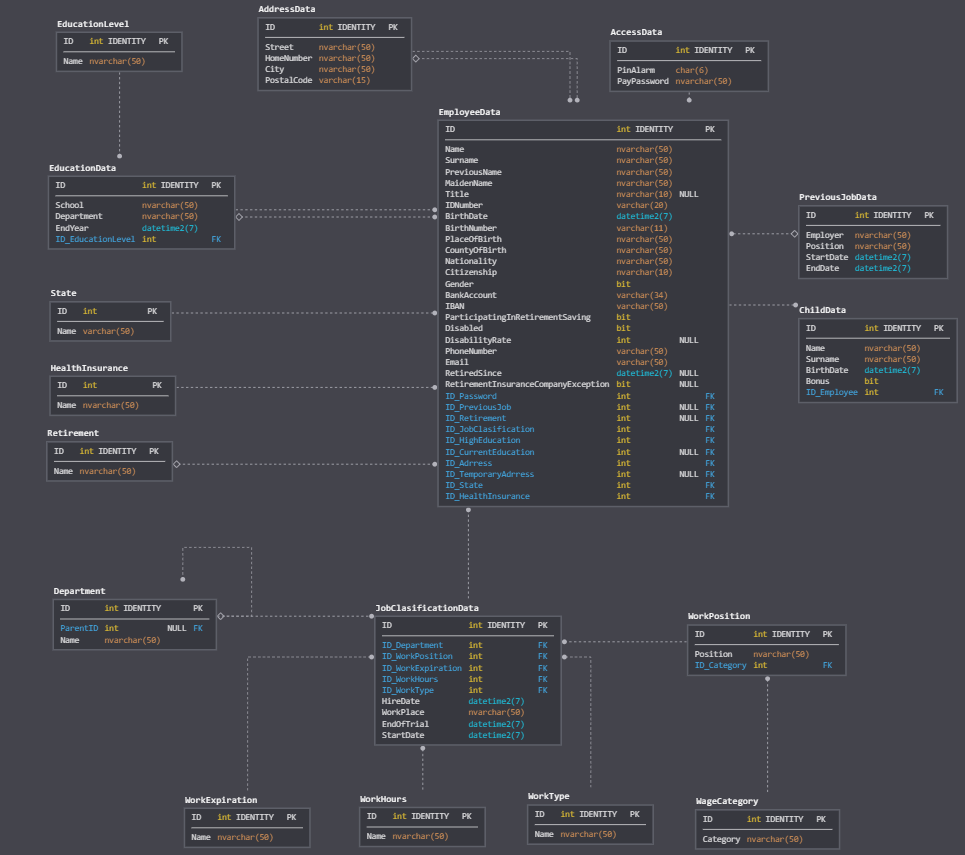 EducationLevel
ID int IDENTITY PK
Name nvarchar(50)
AddressData
ID int IDENTITY PK
Street nvarchar(50)
HomeNumber nvarchar(50)
City nvarchar(50)
PostalCode varchar(15)
AccessData
ID int IDENTITY PK
PinAlarm char(6)
PayPassword nvarchar(50)
EmployeeData
ID int IDENTITY PK
Name nvarchar(50)
Surname nvarchar(50)
PreviousName nvarchar(50)
MaidenName nvarchar(50)
Title nvarchar(10) NULL
IDNumber varchar(20)
BirthDate datetime2(7)
BirthNumber varchar(11)
PlaceOfBirth nvarchar(50)
CountyOfBirth nvarchar(50)
Nationality nvarchar(50)
Citizenship nvarchar(10)
Gender bit
BankAccount varchar(34)
IBAN varchar(50)
ParticipatingInRetirementSaving bit
Disabled bit
DisabilityRate int NULL
PhoneNumber varchar(50)
Email varchar(50)
RetiredSince datetime2(7) NULL
RetirementInsuranceCompanyException bit NULL
ID_Password int FK
ID_PreviousJob int NULL FK
ID_Retirement int NULL FK
ID_JobClasification int FK
ID_HighEducation int FK
ID_CurrentEducation int NULL FK
ID_Adrress int FK
ID_TemporaryAdrress int NULL FK
ID_State int FK
ID_HealthInsurance int FK
EducationData
ID int IDENTITY PK
School nvarchar(50)
Department nvarchar(50)
EndYear datetime2(7)
ID_EducationLevel int FK
PreviousJobData
ID int IDENTITY PK
Employer nvarchar(50)
Position nvarchar(50)
StartDate datetime2(7)
EndDate datetime2(7)
State
ID int PK
Name varchar(50)
ChildData
ID int IDENTITY PK
Name nvarchar(50)
Surname nvarchar(50)
BirthDate datetime2(7)
Bonus bit
ID_Employee int FK
HealthInsurance
ID int PK
Name nvarchar(50)
Retirement
ID int IDENTITY PK
Name nvarchar(50)
Department
ID int IDENTITY PK
ParentID int NULL FK
Name nvarchar(50)
JobClasificationData
ID int IDENTITY PK
ID_Department int FK
ID_WorkPosition int FK
ID_WorkExpiration int FK
ID_WorkHours int FK
ID_WorkType int FK
HireDate datetime2(7)
WorkPlace nvarchar(50)
EndOfTrial datetime2(7)
StartDate datetime2(7)
WorkPosition
ID int IDENTITY PK
Position nvarchar(50)
ID_Category int FK
WorkExpiration
ID int IDENTITY PK
Name nvarchar(50)
WorkHours
ID int IDENTITY PK
Name nvarchar(50)
WorkType
ID int IDENTITY PK
Name nvarchar(50)
WageCategory
ID int IDENTITY PK
Category nvarchar(50)